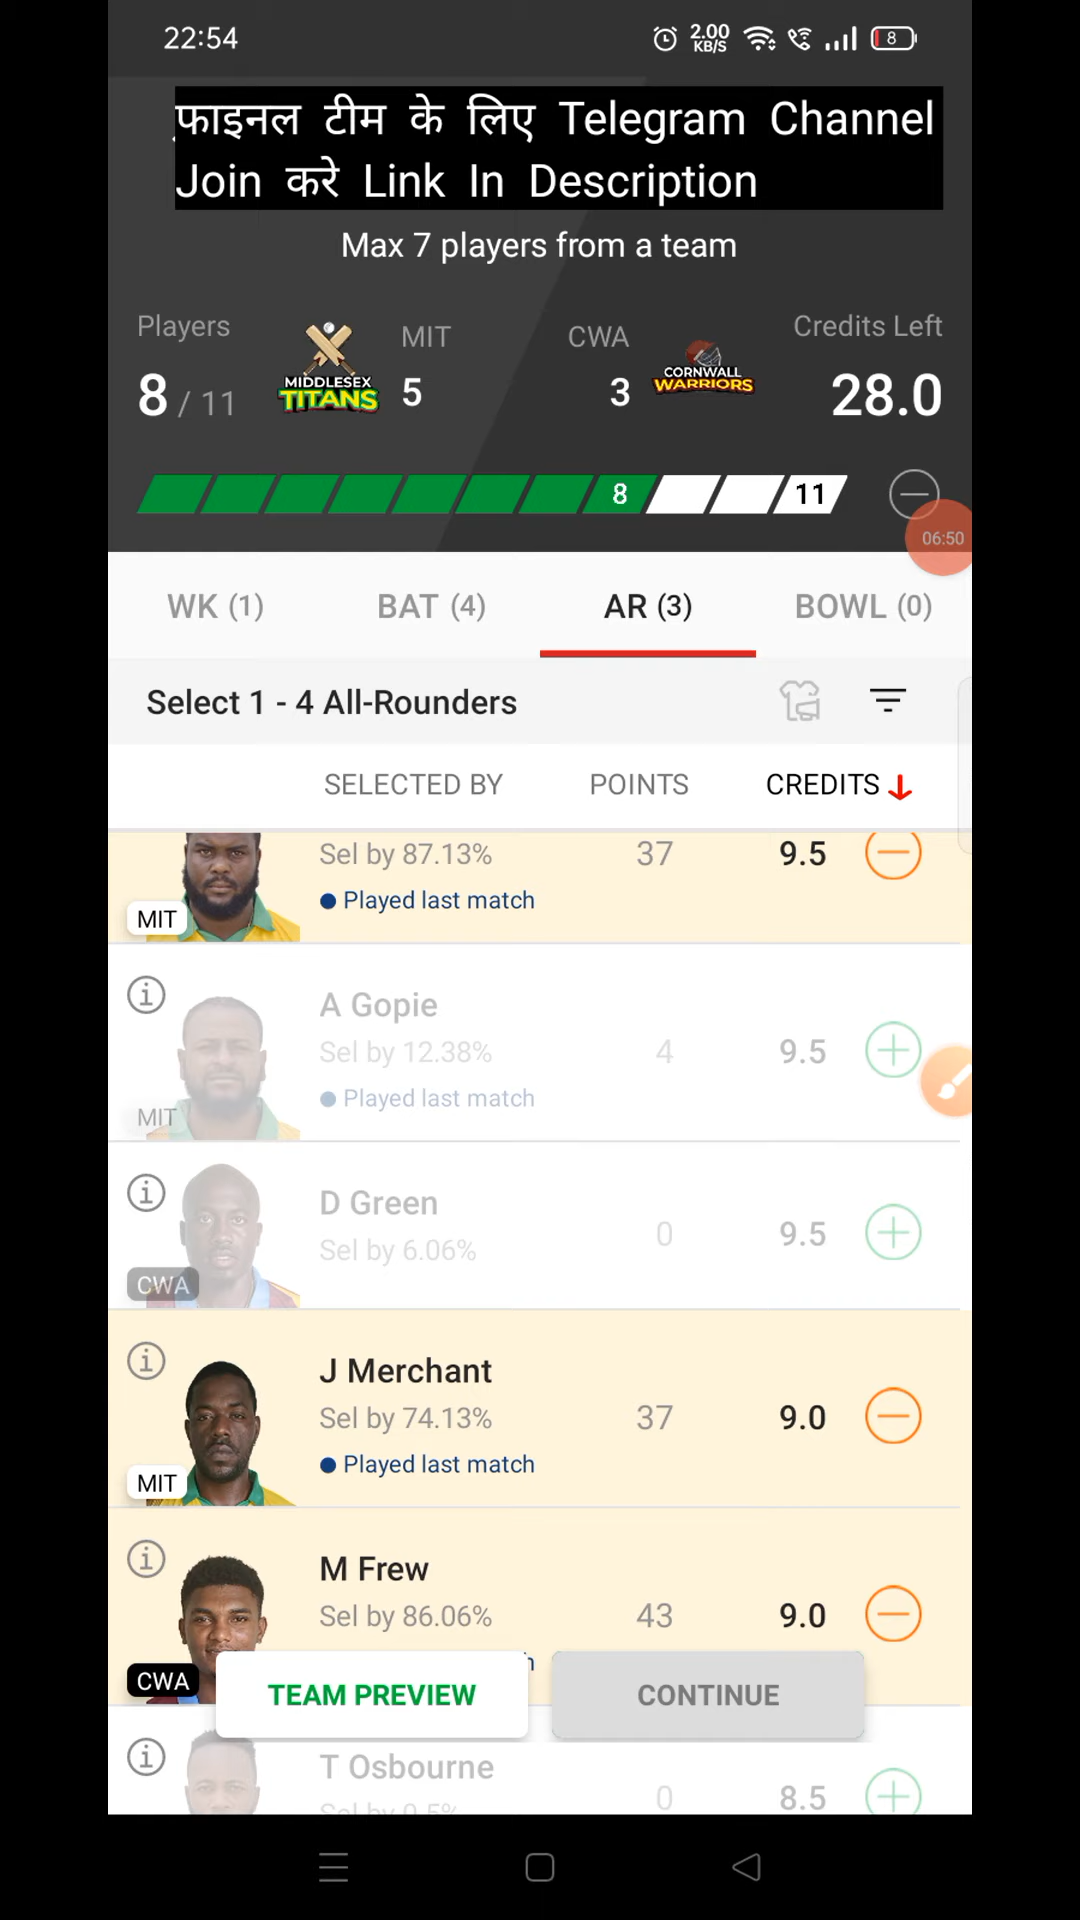 22:54
2.00
KB/S
8
फाइनल टीम के लिए Telegram Channel
Join करे Link In Description
Max 7 players from a team
Players
8 / 11
MIDDLESEX
TITANS
MIT
5
CWA
3
CORNWALL
WARRIORS
Credits Left
28.0
8
11
06:50
WK (1)
BAT (4)
AR (3)
BOWL (0)
Select 1 - 4 All-Rounders
SELECTED BY
POINTS
CREDITS
Sel by 87.13%
37
9.5
Played last match
MIT
A Gopie
Sel by 12.38%
4
9.5
Played last match
MIT
D Green
Sel by 6.06%
0
9.5
CWA
J Merchant
Sel by 74.13%
37
9.0
Played last match
MIT
M Frew
Sel by 86.06%
43
9.0
CWA
TEAM PREVIEW
CONTINUE
T Osbourne
Sel by 0.5%
0
8.5